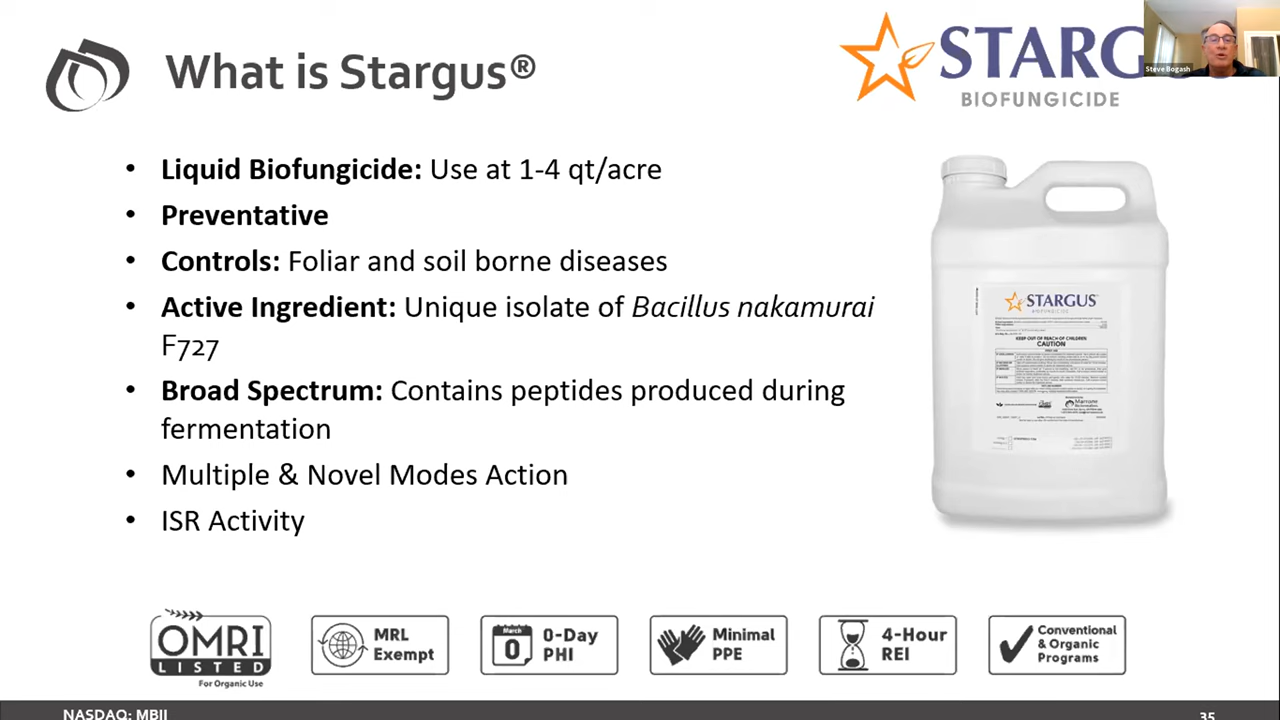 What is Stargus®
STARG
BIOFUNGICIDE
Steve Bogash
• Liquid Biofungicide: Use at 1-4 qt/acre
• Preventative
• Controls: Foliar and soil borne diseases
• Active Ingredient: Unique isolate of Bacillus nakamurai
F727
• Broad Spectrum: Contains peptides produced during
fermentation
• Multiple & Novel Modes Action
• ISR Activity
STARGUS
BIOFUNGICIDE
KEEP OUT OF REACH OF CHILDREN
CAUTION
OMRI
LISTED
For Organic Use
MRL
Exempt
March
0
0-Day
PHI
Minimal
PPE
4-Hour
REI
Conventional
& Organic
Programs
NASDAQ: MBII
35